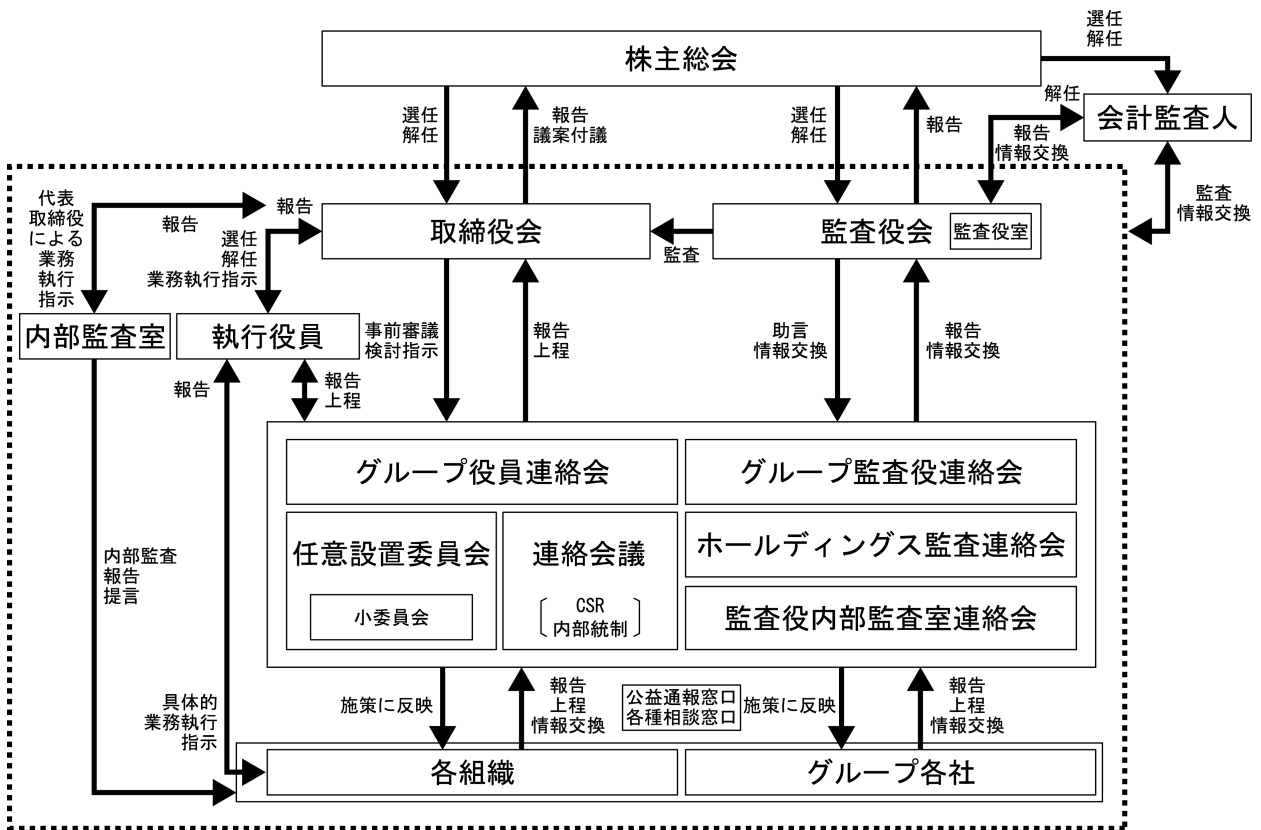 選任
解任
株主総会
選任
解任
報告
議案付議
選任
解任
報告
解任
会計監査人
報告
情報交換
監査
情報交換
代表
取締役
による
業務
執行
指示
報告
報告
選任
解任
業務執行指示
取締役会
監査
監査役会
監査役室
内部監査室
執行役員
事前審議
検討指示
報告
上程
助言
情報交換
報告
情報交換
報告
報告
上程
グループ役員連絡会
グループ監査役連絡会
任意設置委員会
小委員会
連絡会議
CSR
内部統制
ホールディングス監査連絡会
監査役内部監査室連絡会
内部監査
報告
提言
具体的
業務執行
指示
施策に反映
報告
上程
情報交換
公益通報窓口
各種相談窓口
施策に反映
報告
上程
情報交換
各組織
グループ各社